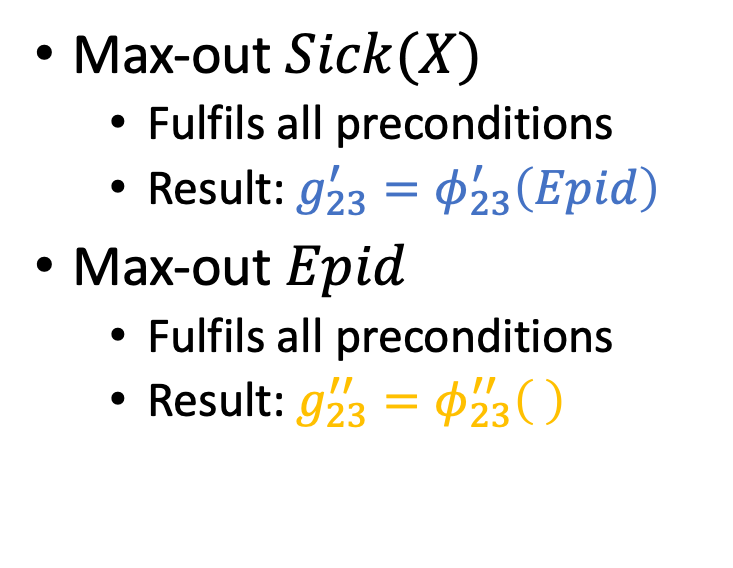 • Max-out Sick(X)
• Fulfils all preconditions
• Result: g′₂₃ = ϕ′₂₃(Epid)
• Max-out Epid
• Fulfils all preconditions
• Result: g″₂₃ = ϕ″₂₃( )